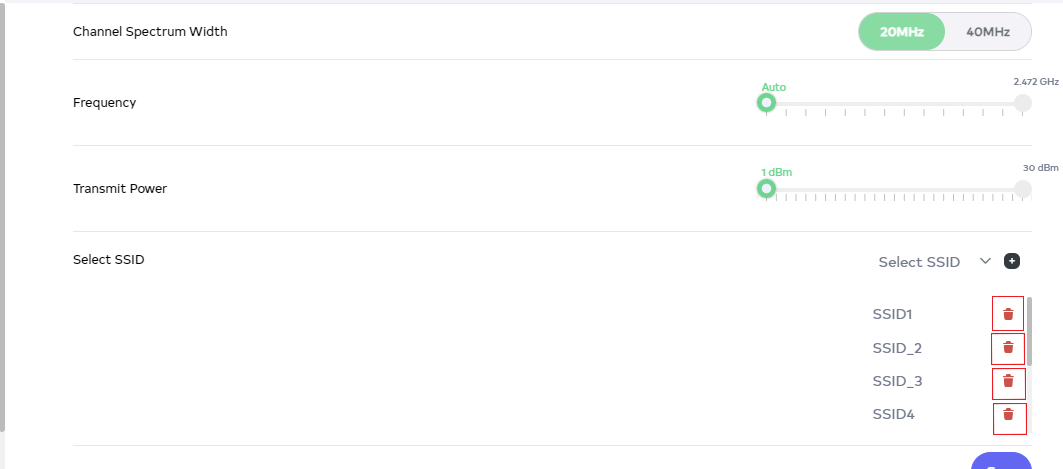 Channel Spectrum Width
20MHz 40MHz
Auto 2.472 GHz
Frequency
1 dBm 30 dBm
Transmit Power
Select SSID Select SSID
SSID1
SSID_2
SSID_3
SSID4